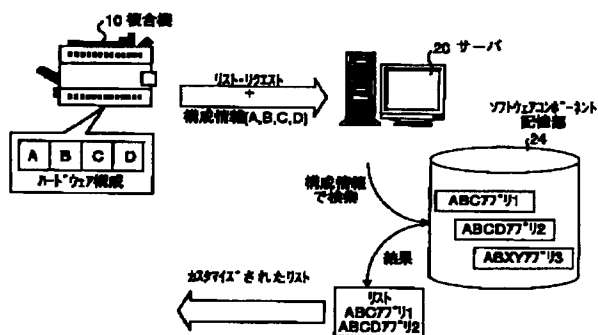 10 複合機
20 サーバ
リスト・リクエスト
+
構成情報(A,B,C,D)
ソフトウェアコンポーネント
記憶部
24
A B C D
ハードウェア構成
構成情報
で検索
ABCアプリ1
ABCDアプリ2
ABXYアプリ3
結果
カスタマイズされたリスト
リスト
ABCアプリ1
ABCDアプリ2